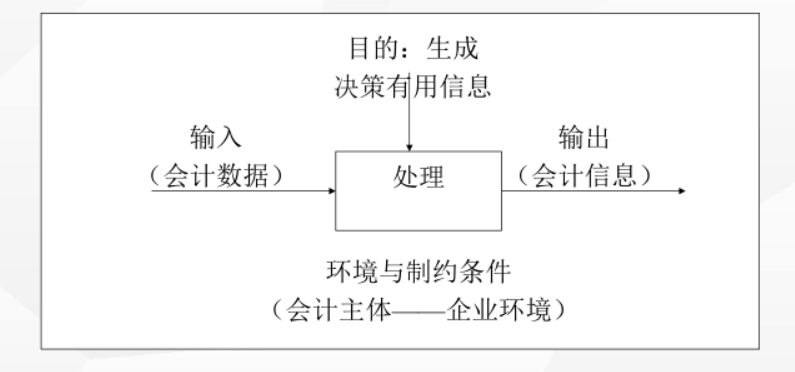 目的：生成
决策有用信息
输入
（会计数据）
处理
输出
（会计信息）
环境与制约条件
（会计主体——企业环境）